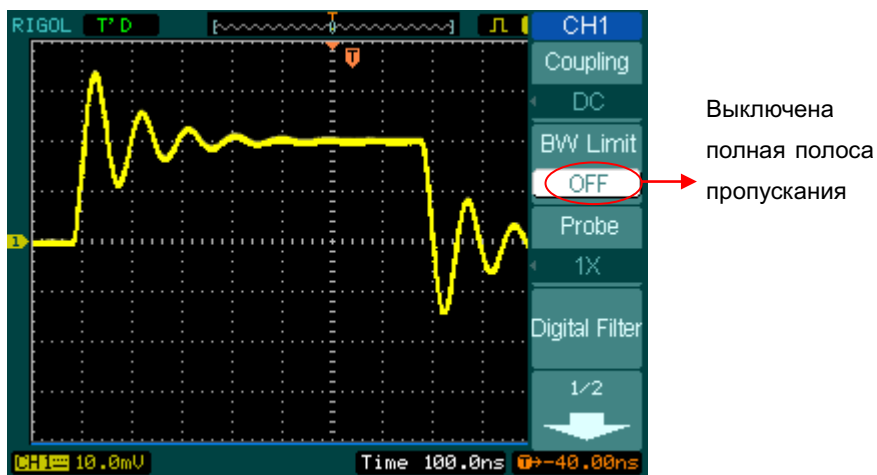 RIGOL T'D
T
CH1
Coupling
DC
BW Limit
OFF
Probe
1X
Digital Filter
1/2
T
1
CH1 10.0mV Time 100.0ns T→-40.00ns
Выключена
полная полоса
пропускания